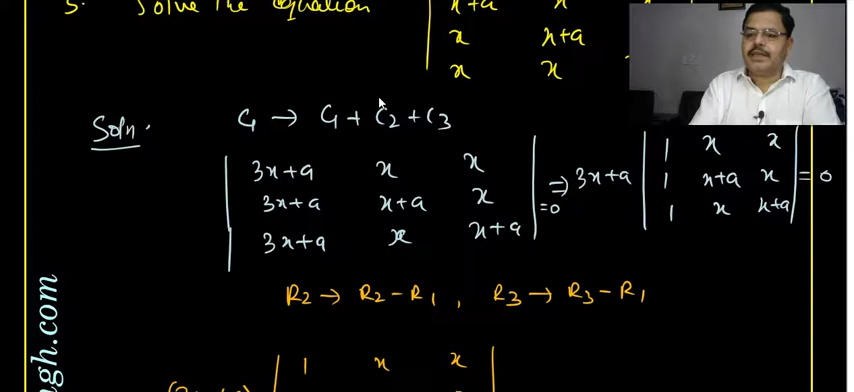 5. Solve the Equation | x+a x
x x+a
x x
Soln. C1 → C1 + C2 + C3
| 3x+a x x | | 1 x x |
| 3x+a x+a x | =0 ⇒ 3x+a | 1 x+a x | = 0
| 3x+a x x+a | | 1 x x+a |
R2 → R2 - R1 , R3 → R3 - R1
| 1 x x |
gh.com